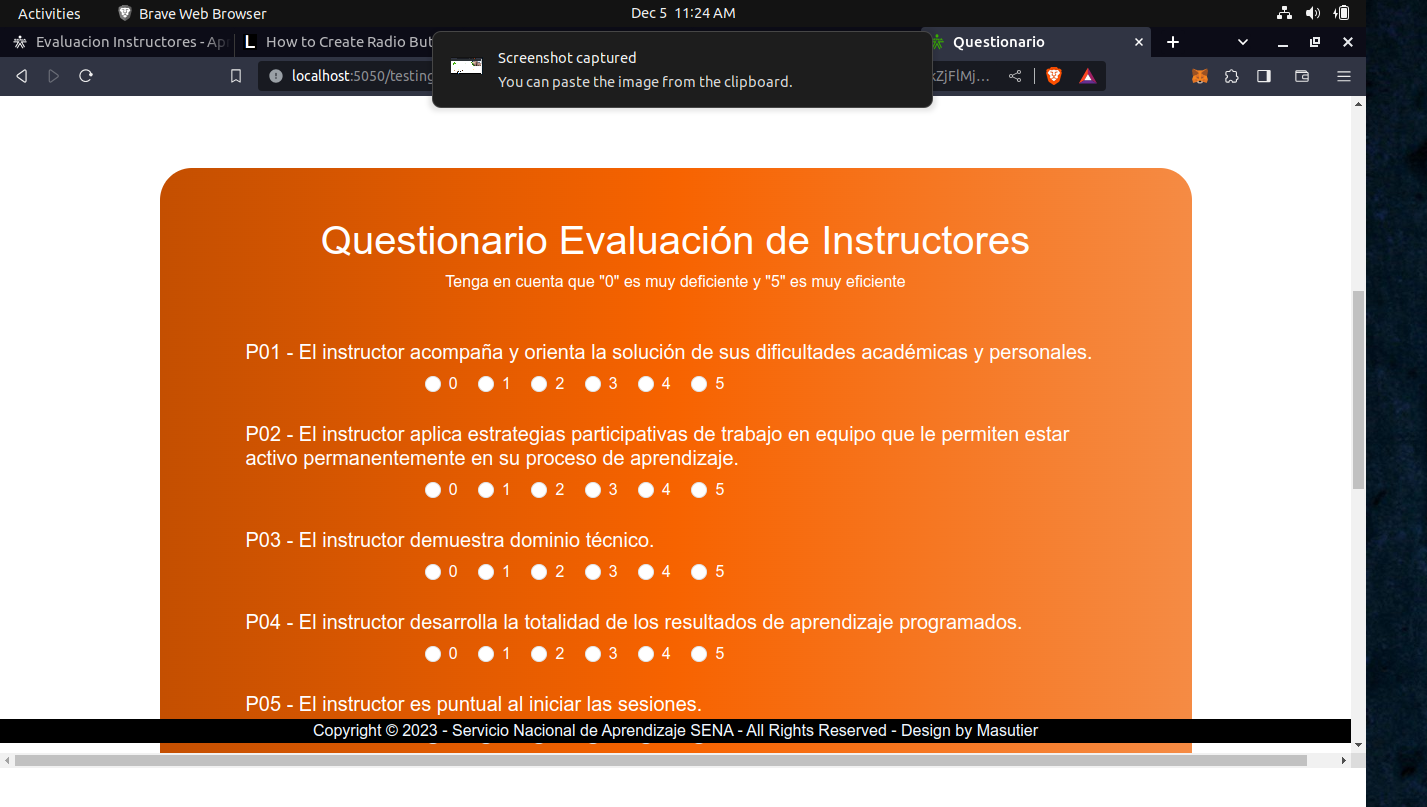 Activities
Brave Web Browser
Dec 5 11:24 AM
Evaluacion Instructores - Ap
How to Create Radio But
Questionario
Screenshot captured
You can paste the image from the clipboard.
localhost:5050/testing
Questionario Evaluación de Instructores
Tenga en cuenta que "0" es muy deficiente y "5" es muy eficiente
P01 - El instructor acompaña y orienta la solución de sus dificultades académicas y personales.
0 1 2 3 4 5
P02 - El instructor aplica estrategias participativas de trabajo en equipo que le permiten estar
activo permanentemente en su proceso de aprendizaje.
0 1 2 3 4 5
P03 - El instructor demuestra dominio técnico.
0 1 2 3 4 5
P04 - El instructor desarrolla la totalidad de los resultados de aprendizaje programados.
0 1 2 3 4 5
P05 - El instructor es puntual al iniciar las sesiones.
Copyright © 2023 - Servicio Nacional de Aprendizaje SENA - All Rights Reserved - Design by Masutier